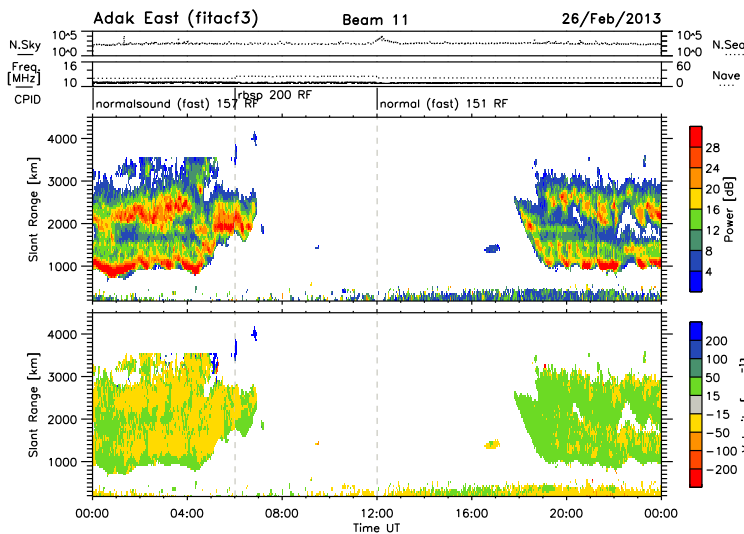 Adak East (fitacf3) Beam 11 26/Feb/2013
N.Sky 10+5 10+0 10+5 10+0 N.Sea
Freq. [MHz] 16 10 60 0 Nave
CPID normalsound (fast) 157 RF rbsp 200 RF normal (fast) 151 RF
4000
3000
2000
1000
Slant Range [km]
28
24
20
16
12
8
4
Power [dB]
4000
3000
2000
1000
Slant Range [km]
200
100
50
15
-15
-50
-100
-200
00:00 04:00 08:00 12:00 16:00 20:00 00:00
Time UT